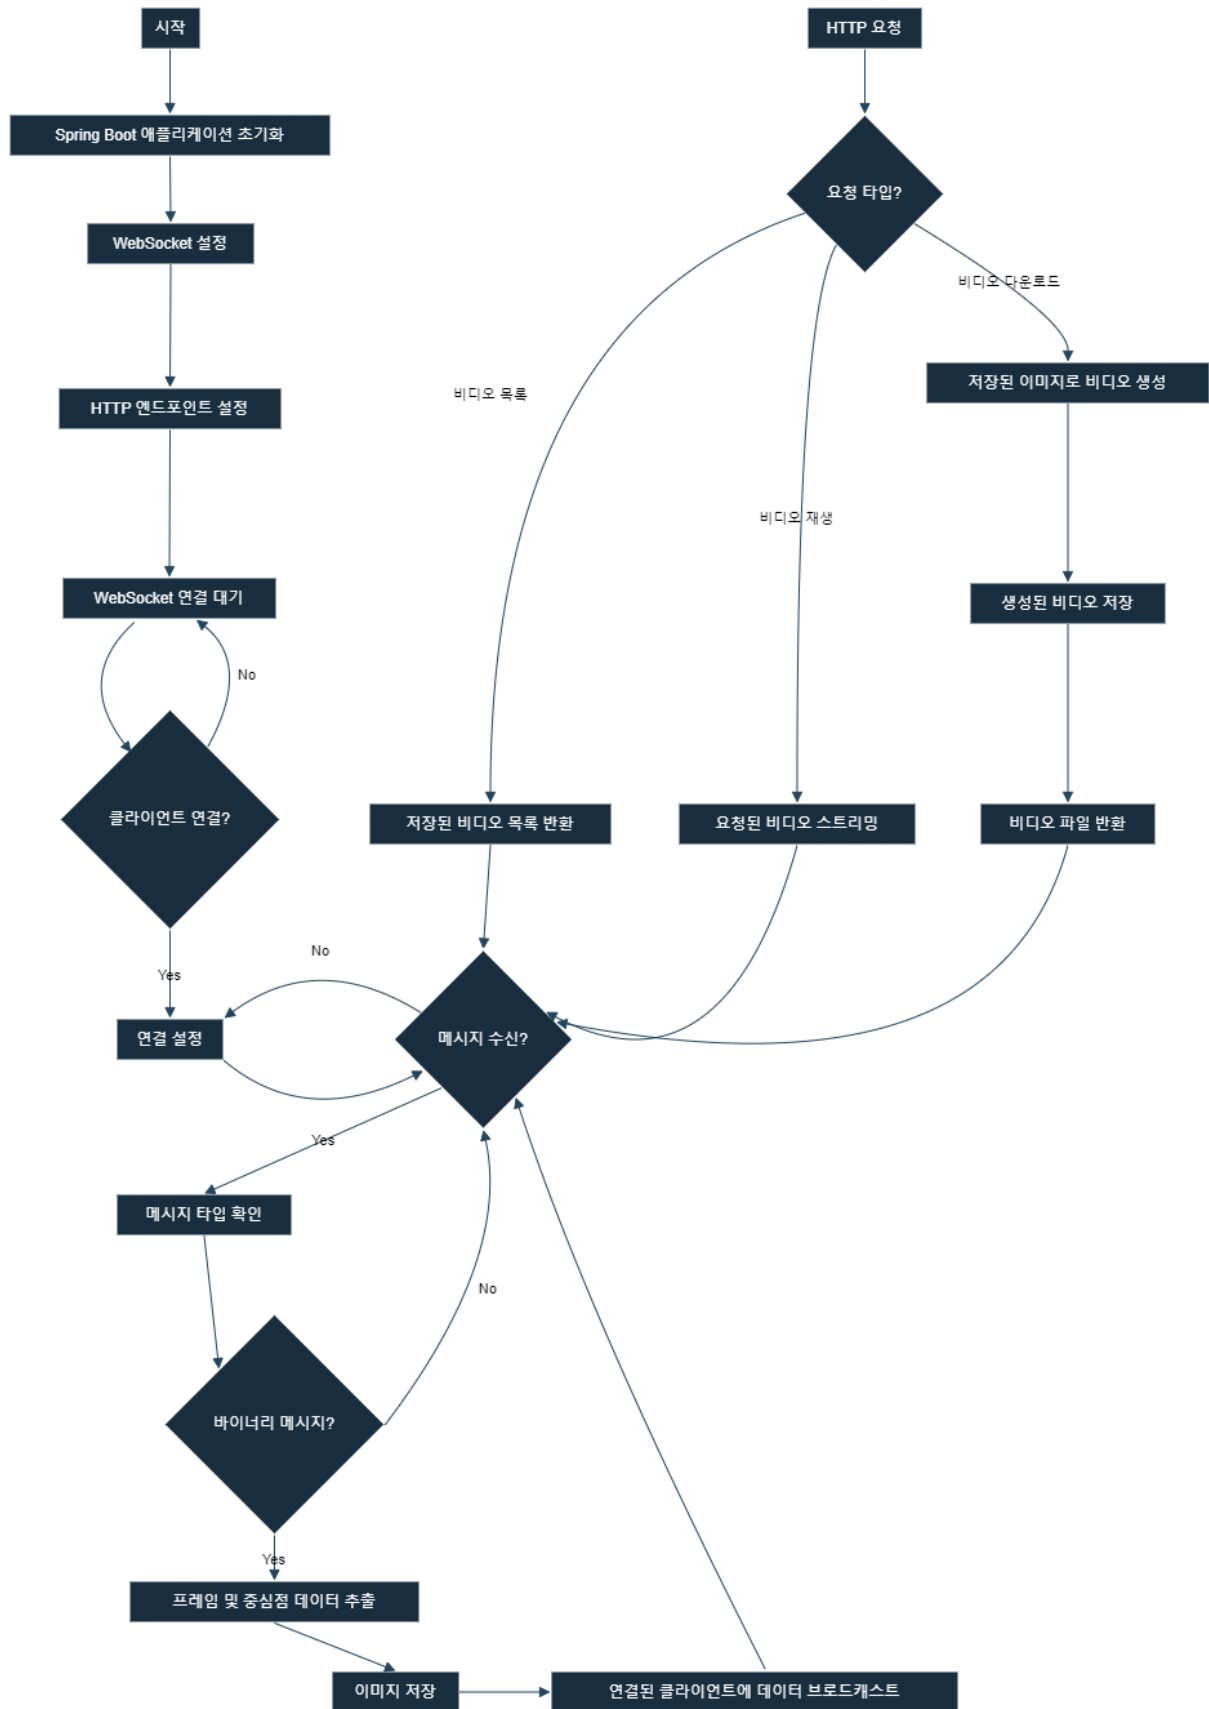 시작
HTTP 요청
Spring Boot 애플리케이션 초기화
요청 타입?
WebSocket 설정
비디오 다운로드
저장된 이미지로 비디오 생성
비디오 목록
HTTP 엔드포인트 설정
비디오 재생
WebSocket 연결 대기
생성된 비디오 저장
No
클라이언트 연결?
저장된 비디오 목록 반환
요청된 비디오 스트리밍
비디오 파일 반환
No
Yes
연결 설정
메시지 수신?
Yes
메시지 타입 확인
No
바이너리 메시지?
Yes
프레임 및 중심점 데이터 추출
이미지 저장
연결된 클라이언트에 데이터 브로드캐스트